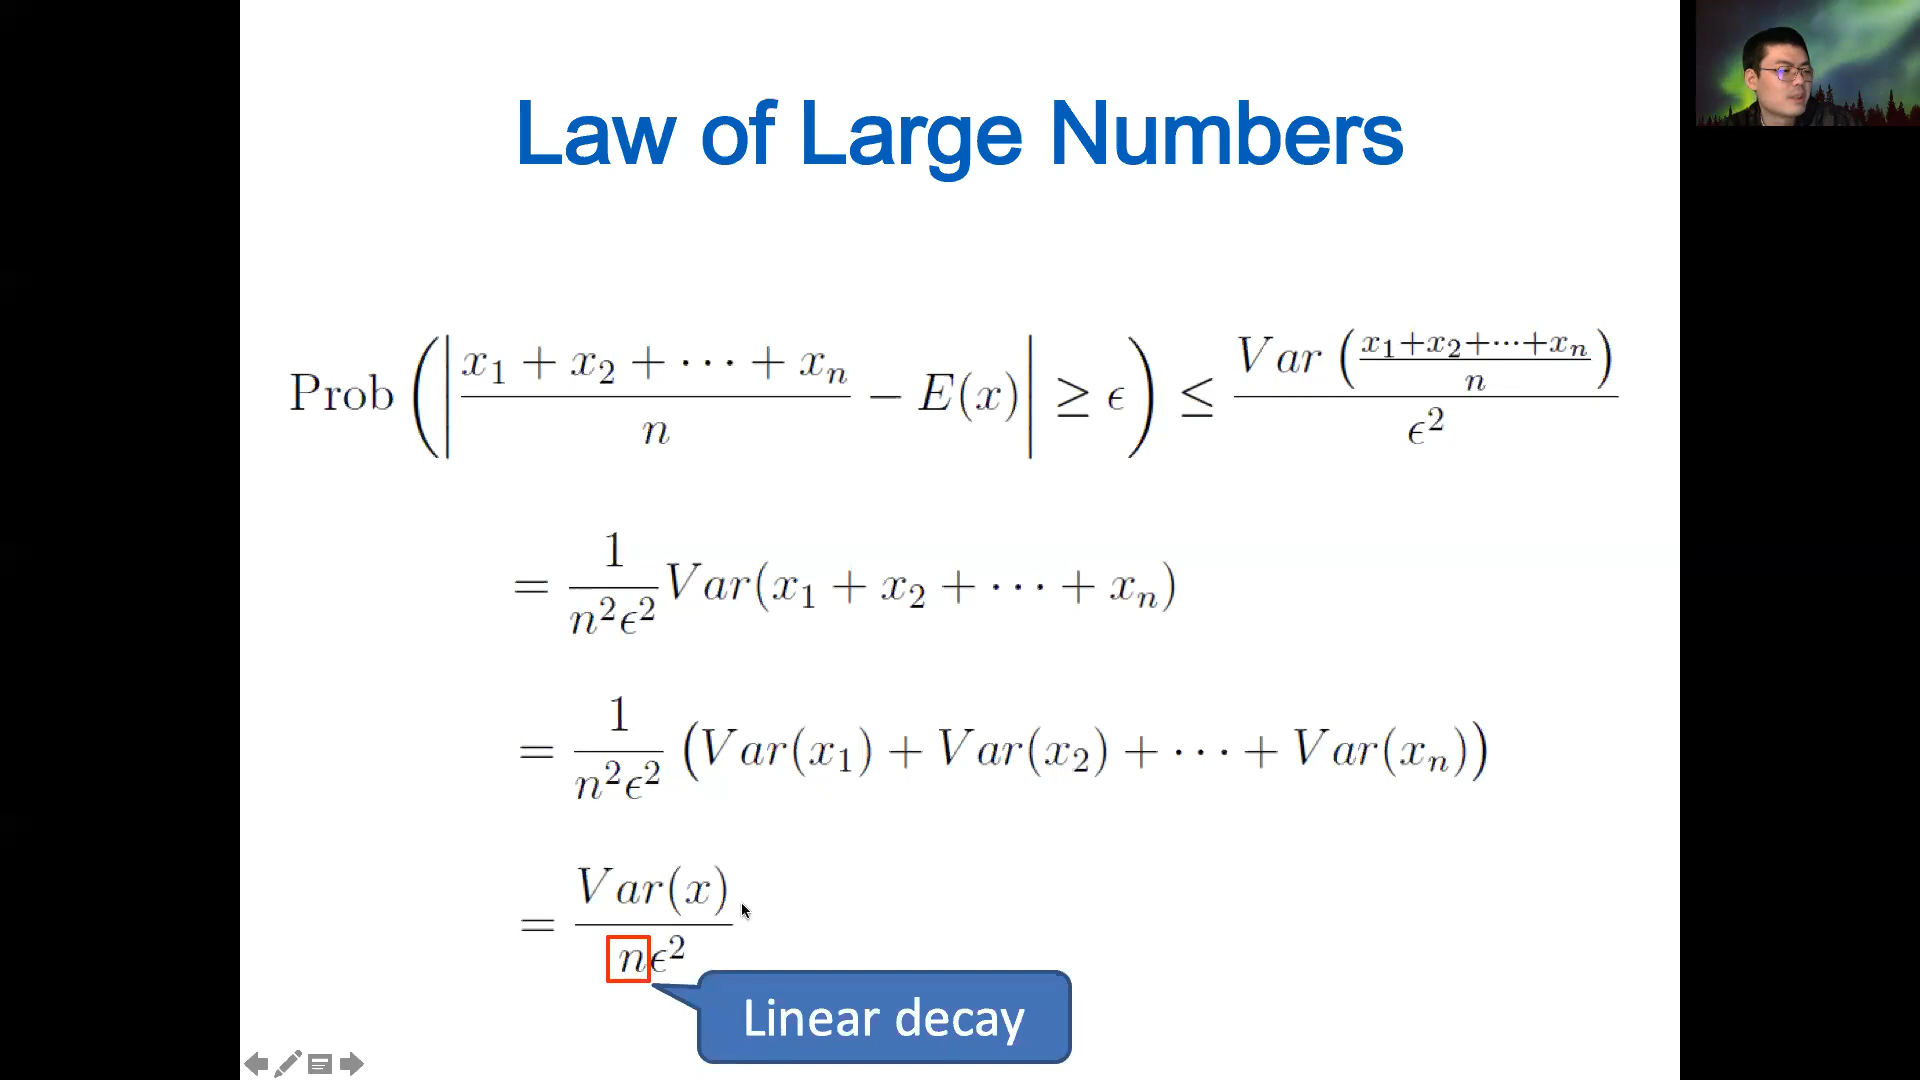 Law of Large Numbers
Prob (| x₁ + x₂ + ⋯ + xₙ / n − E(x) | ≥ ϵ) ≤ Var (x₁+x₂+⋯+xₙ / n) / ϵ²
= 1 / n²ϵ² Var(x₁ + x₂ + ⋯ + xₙ)
= 1 / n²ϵ² (Var(x₁) + Var(x₂) + ⋯ + Var(xₙ))
= Var(x) / nϵ²
Linear decay